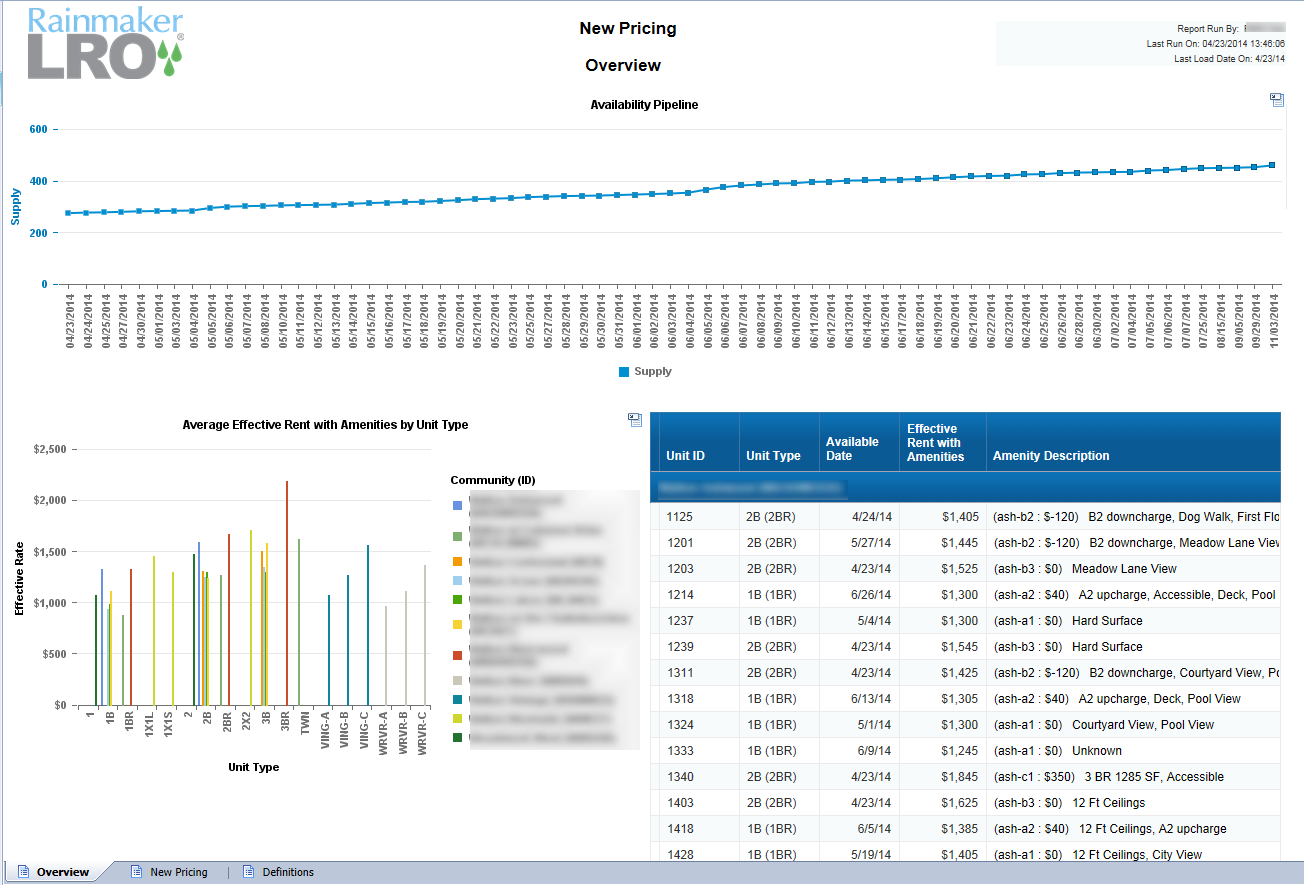 Rainmaker
LRO®
New Pricing
Overview
Report Run By:
Last Run On: 04/23/2014 13:46:06
Last Load Date On: 4/23/14
Availability Pipeline
600
400
200
0
Supply
04/23/2014
04/24/2014
04/25/2014
04/27/2014
04/30/2014
05/01/2014
05/03/2014
05/04/2014
05/05/2014
05/06/2014
05/07/2014
05/08/2014
05/10/2014
05/11/2014
05/12/2014
05/13/2014
05/14/2014
05/15/2014
05/16/2014
05/17/2014
05/18/2014
05/19/2014
05/20/2014
05/21/2014
05/22/2014
05/23/2014
05/27/2014
05/28/2014
05/28/2014
05/29/2014
05/30/2014
05/31/2014
06/01/2014
06/02/2014
06/03/2014
06/04/2014
06/05/2014
06/06/2014
06/07/2014
06/08/2014
06/09/2014
06/10/2014
06/11/2014
06/12/2014
06/13/2014
06/14/2014
06/15/2014
06/17/2014
06/18/2014
06/19/2014
06/20/2014
06/21/2014
06/22/2014
06/23/2014
06/24/2014
06/25/2014
06/26/2014
06/28/2014
06/30/2014
07/02/2014
07/04/2014
07/05/2014
07/06/2014
07/07/2014
07/25/2014
08/15/2014
09/05/2014
09/29/2014
11/03/2014
Supply
Average Effective Rent with Amenities by Unit Type
$2,500
$2,000
$1,500
$1,000
$500
$0
Effective Rate
1
1B
1BR
1X1L
1X1S
2
2B
2BR
2X2
3B
3BR
TWN
VING-A
VING-B
VING-C
WRVR-A
WRVR-B
WRVR-C
Unit Type
Community (ID)
Unit ID Unit Type Available Date Effective Rent with Amenities Amenity Description
1125 2B (2BR) 4/24/14 $1,405 (ash-b2 : $-120) B2 downcharge, Dog Walk, First Flo
1201 2B (2BR) 5/27/14 $1,445 (ash-b2 : $-120) B2 downcharge, Meadow Lane View
1203 2B (2BR) 4/23/14 $1,525 (ash-b3 : $0) Meadow Lane View
1214 1B (1BR) 6/26/14 $1,300 (ash-a2 : $40) A2 upcharge, Accessible, Deck, Pool
1237 1B (1BR) 5/4/14 $1,300 (ash-a1 : $0) Hard Surface
1239 2B (2BR) 4/23/14 $1,545 (ash-b3 : $0) Hard Surface
1311 2B (2BR) 4/23/14 $1,425 (ash-b2 : $-120) B2 downcharge, Courtyard View, Po
1318 1B (1BR) 6/13/14 $1,305 (ash-a2 : $40) A2 upcharge, Deck, Pool View
1324 1B (1BR) 5/1/14 $1,300 (ash-a1 : $0) Courtyard View, Pool View
1333 1B (1BR) 6/9/14 $1,245 (ash-a1 : $0) Unknown
1340 2B (2BR) 4/23/14 $1,845 (ash-c1 : $350) 3 BR 1285 SF, Accessible
1403 2B (2BR) 4/23/14 $1,625 (ash-b3 : $0) 12 Ft Ceilings
1418 1B (1BR) 6/5/14 $1,385 (ash-a2 : $40) 12 Ft Ceilings, A2 upcharge
1428 1B (1BR) 5/19/14 $1,405 (ash-a1 : $0) 12 Ft Ceilings, City View
Overview New Pricing Definitions